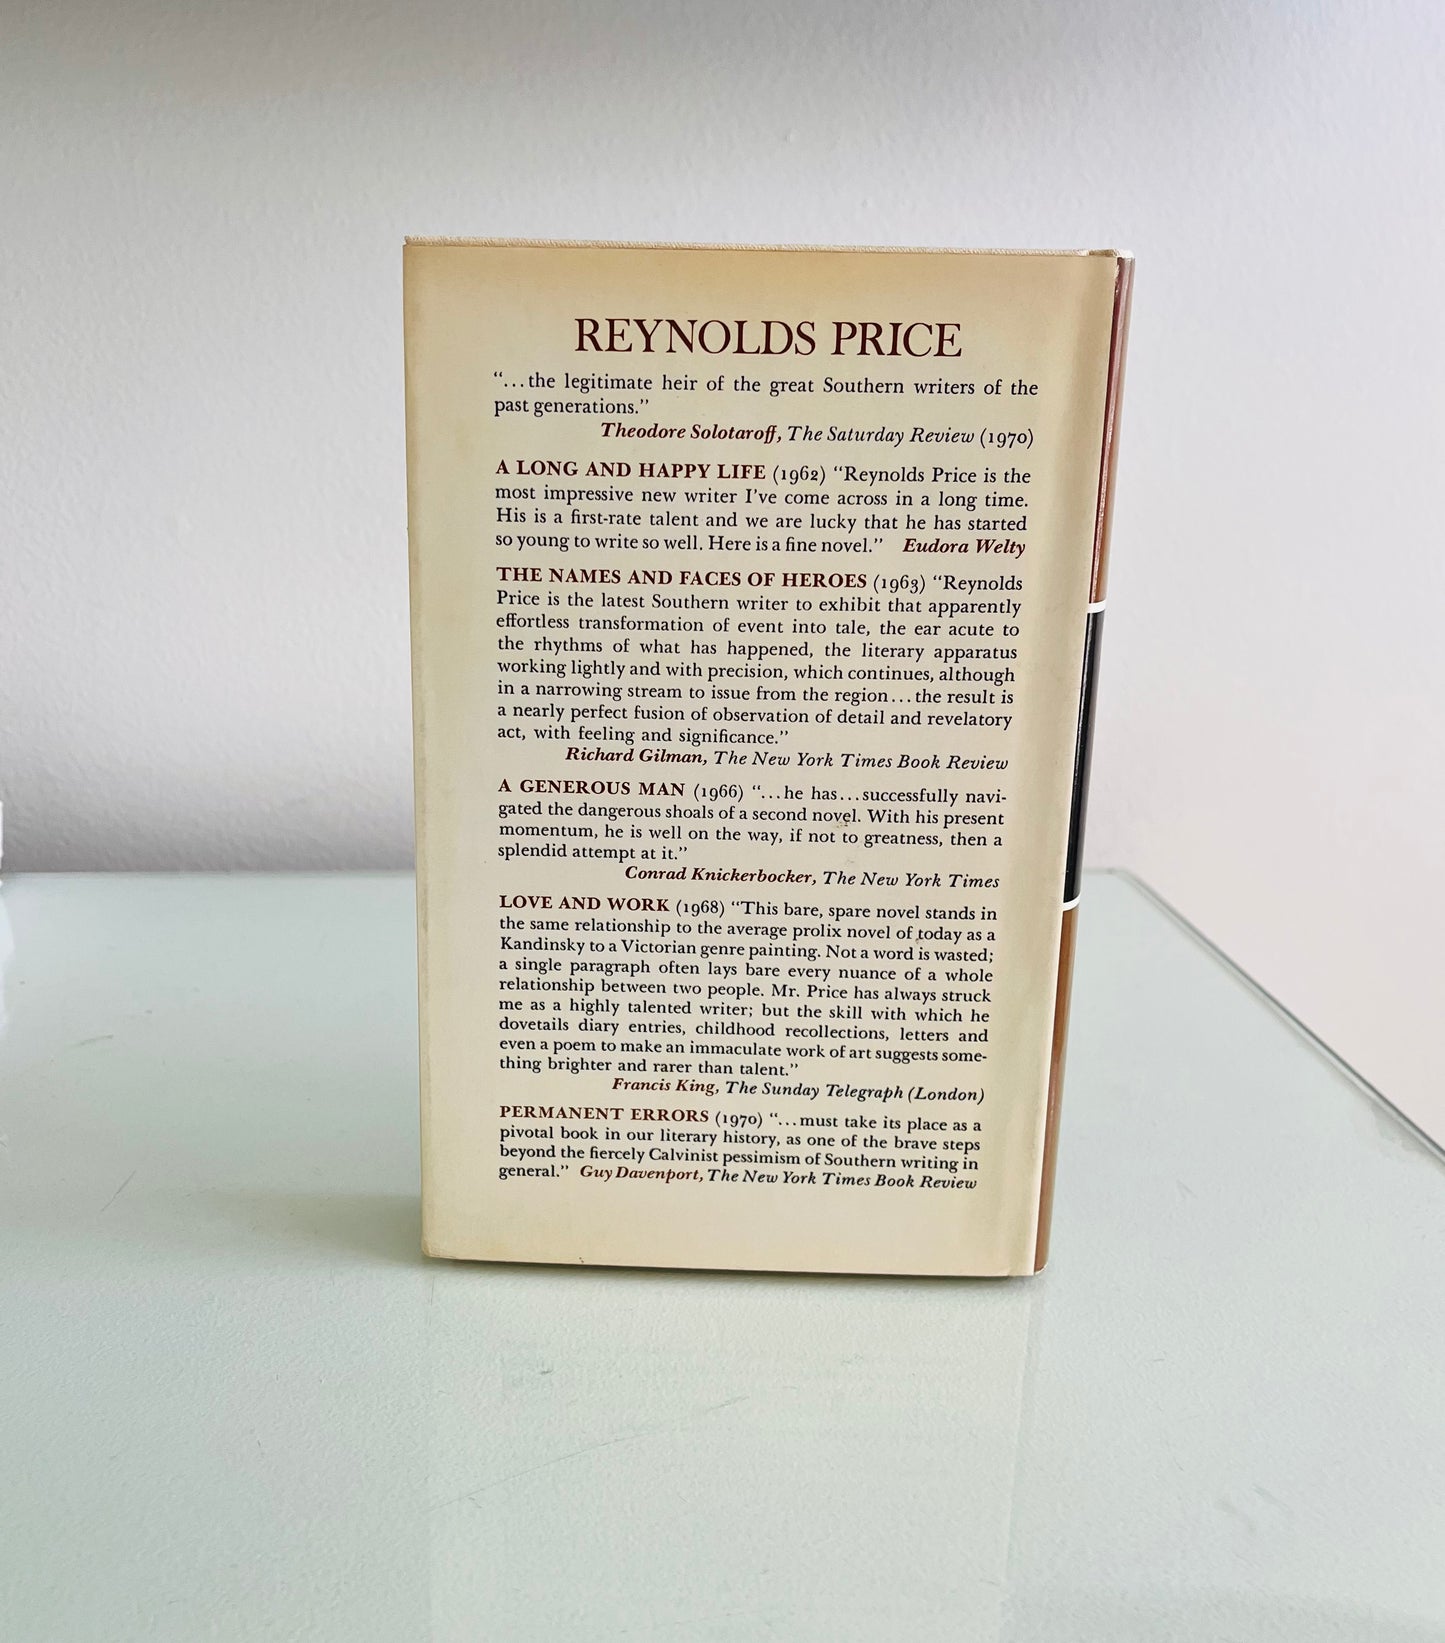 REYNOLDS PRICE
“...the legitimate heir of the great Southern writers of the
past generations.”
Theodore Solotaroff, The Saturday Review (1970)
A LONG AND HAPPY LIFE (1962) “Reynolds Price is the
most impressive new writer I’ve come across in a long time.
His is a first-rate talent and we are lucky that he has started
so young to write so well. Here is a fine novel.” Eudora Welty
THE NAMES AND FACES OF HEROES (1963) “Reynolds
Price is the latest Southern writer to exhibit that apparently
effortless transformation of event into tale, the ear acute to
the rhythms of what has happened, the literary apparatus
working lightly and with precision, which continues, although
in a narrowing stream to issue from the region...the result is
a nearly perfect fusion of observation of detail and revelatory
act, with feeling and significance.”
Richard Gilman, The New York Times Book Review
A GENEROUS MAN (1966) “...he has...successfully navi-
gated the dangerous shoals of a second novel. With his present
momentum, he is well on the way, if not to greatness, then a
splendid attempt at it.”
Conrad Knickerbocker, The New York Times
LOVE AND WORK (1968) “This bare, spare novel stands in
the same relationship to the average prolix novel of today as a
Kandinsky to a Victorian genre painting. Not a word is wasted;
a single paragraph often lays bare every nuance of a whole
relationship between two people. Mr. Price has always struck
me as a highly talented writer; but the skill with which he
dovetails diary entries, childhood recollections, letters and
even a poem to make an immaculate work of art suggests some-
thing brighter and rarer than talent.”
Francis King, The Sunday Telegraph (London)
PERMANENT ERRORS (1970) “...must take its place as a
pivotal book in our literary history, as one of the brave steps
beyond the fiercely Calvinist pessimism of Southern writing in
general.” Guy Davenport, The New York Times Book Review